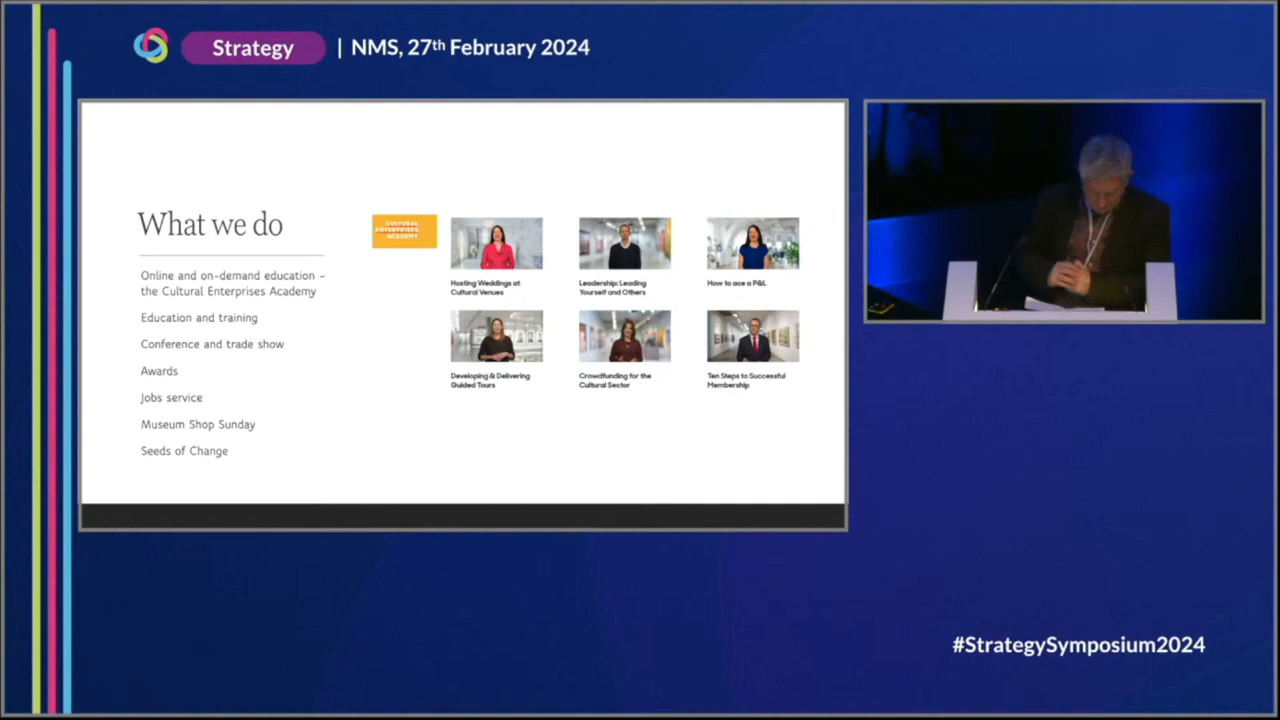 Strategy | NMS, 27th February 2024
What we do
Online and on-demand education –
the Cultural Enterprises Academy
Education and training
Conference and trade show
Awards
Jobs service
Museum Shop Sunday
Seeds of Change
CULTURAL
ENTERPRISES
ACADEMY
Hosting Weddings at
Cultural Venues
Leadership: Leading
Yourself and Others
How to ace a P&L
Developing & Delivering
Guided Tours
Crowdfunding for the
Cultural Sector
Ten Steps to Successful
Membership
#StrategySymposium2024